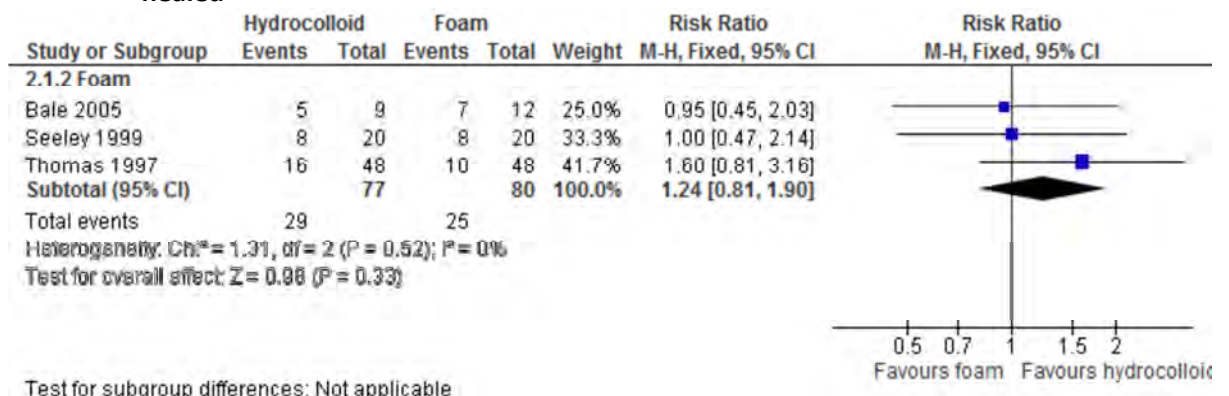 healed
Hydrocolloid Foam Risk Ratio Risk Ratio
Study or Subgroup Events Total Events Total Weight M-H, Fixed, 95% CI M-H, Fixed, 95% CI
2.1.2 Foam
Bale 2005 5 9 7 12 25.0% 0.95 [0.45, 2.03]
Seeley 1999 8 20 8 20 33.3% 1.00 [0.47, 2.14]
Thomas 1997 16 48 10 48 41.7% 1.60 [0.81, 3.16]
Subtotal (95% CI) 77 80 100.0% 1.24 [0.81, 1.90]
Total events 29 25
Heterogeneity: Chi² = 1.31, df = 2 (P = 0.52); I² = 0%
Test for overall effect: Z = 0.98 (P = 0.33)
0.5 0.7 1 1.5 2
Favours foam Favours hydrocolloid
Test for subgroup differences: Not applicable